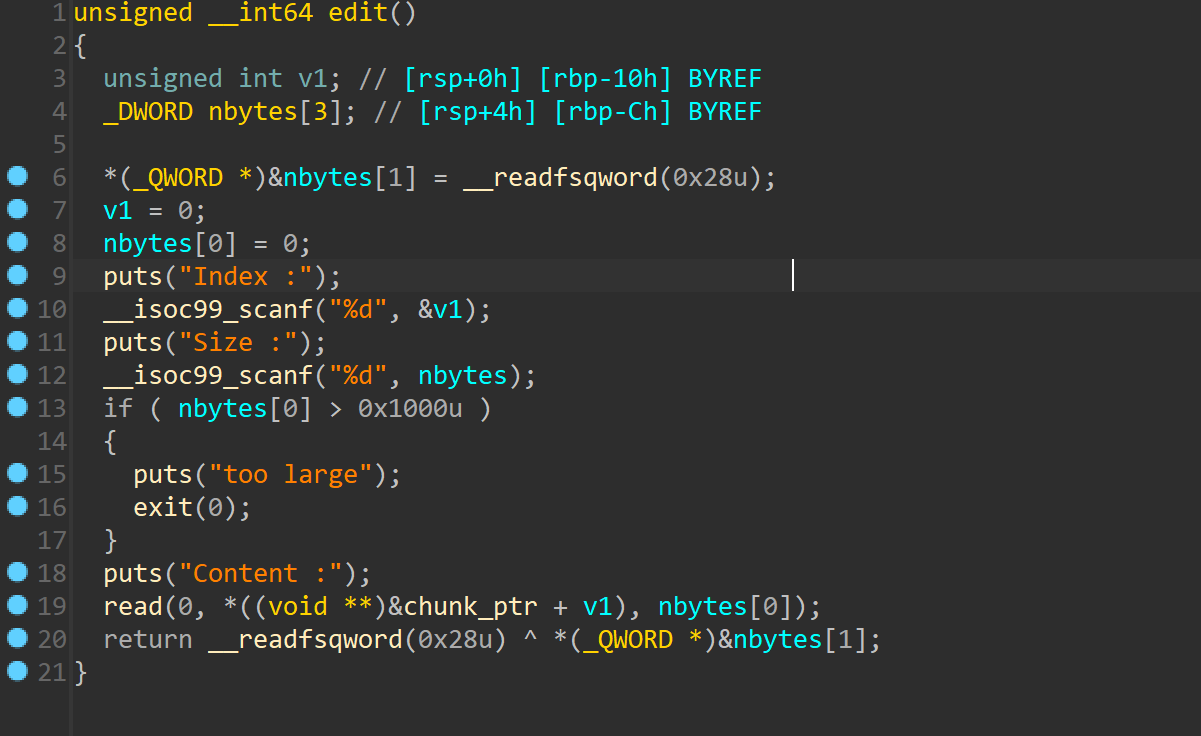 1 unsigned __int64 edit()
2 {
3 unsigned int v1; // [rsp+0h] [rbp-10h] BYREF
4 _DWORD nbytes[3]; // [rsp+4h] [rbp-Ch] BYREF
5
6 *(_QWORD *)&nbytes[1] = __readfsqword(0x28u);
7 v1 = 0;
8 nbytes[0] = 0;
9 puts("Index :");
10 __isoc99_scanf("%d", &v1);
11 puts("Size :");
12 __isoc99_scanf("%d", nbytes);
13 if ( nbytes[0] > 0x1000u )
14 {
15 puts("too large");
16 exit(0);
17 }
18 puts("Content :");
19 read(0, *((void **)&chunk_ptr + v1), nbytes[0]);
20 return __readfsqword(0x28u) ^ *(_QWORD *)&nbytes[1];
21 }